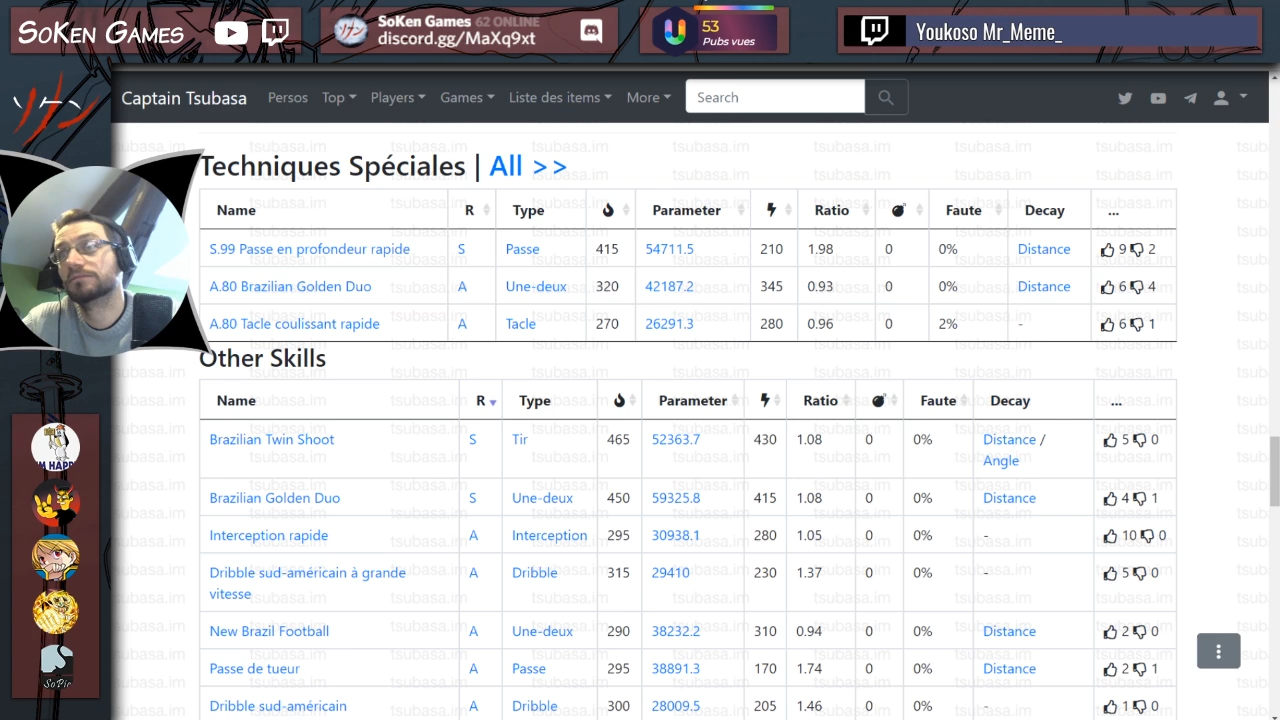 SOKEN GAMES
SoKen Games 62 ONLINE
discord.gg/MaXq9xt
53
Pubs vues
Youkoso Mr_Meme_
ソケン
Captain Tsubasa Persos Top Players Games Liste des items More Search
tsubasa.im
Techniques Spéciales | All >>
Name R Type Parameter Ratio Faute Decay ...
S.99 Passe en profondeur rapide S Passe 415 54711.5 210 1.98 0 0% Distance 9 2
A.80 Brazilian Golden Duo A Une-deux 320 42187.2 345 0.93 0 0% Distance 6 4
A.80 Tacle coulissant rapide A Tacle 270 26291.3 280 0.96 0 2% - 6 1
Other Skills
Name R Type Parameter Ratio Faute Decay ...
Brazilian Twin Shoot S Tir 465 52363.7 430 1.08 0 0% Distance / 5 0
Angle
Brazilian Golden Duo S Une-deux 450 59325.8 415 1.08 0 0% Distance 4 1
Interception rapide A Interception 295 30938.1 280 1.05 0 0% - 10 0
Dribble sud-américain à grande A Dribble 315 29410 230 1.37 0 0% - 5 0
vitesse
New Brazil Football A Une-deux 290 38232.2 310 0.94 0 0% Distance 2 0
Passe de tueur A Passe 295 38891.3 170 1.74 0 0% Distance 2 1
Dribble sud-américain A Dribble 300 28009.5 205 1.46 0 0% - 1 0
I'M HAPPY
SoPic